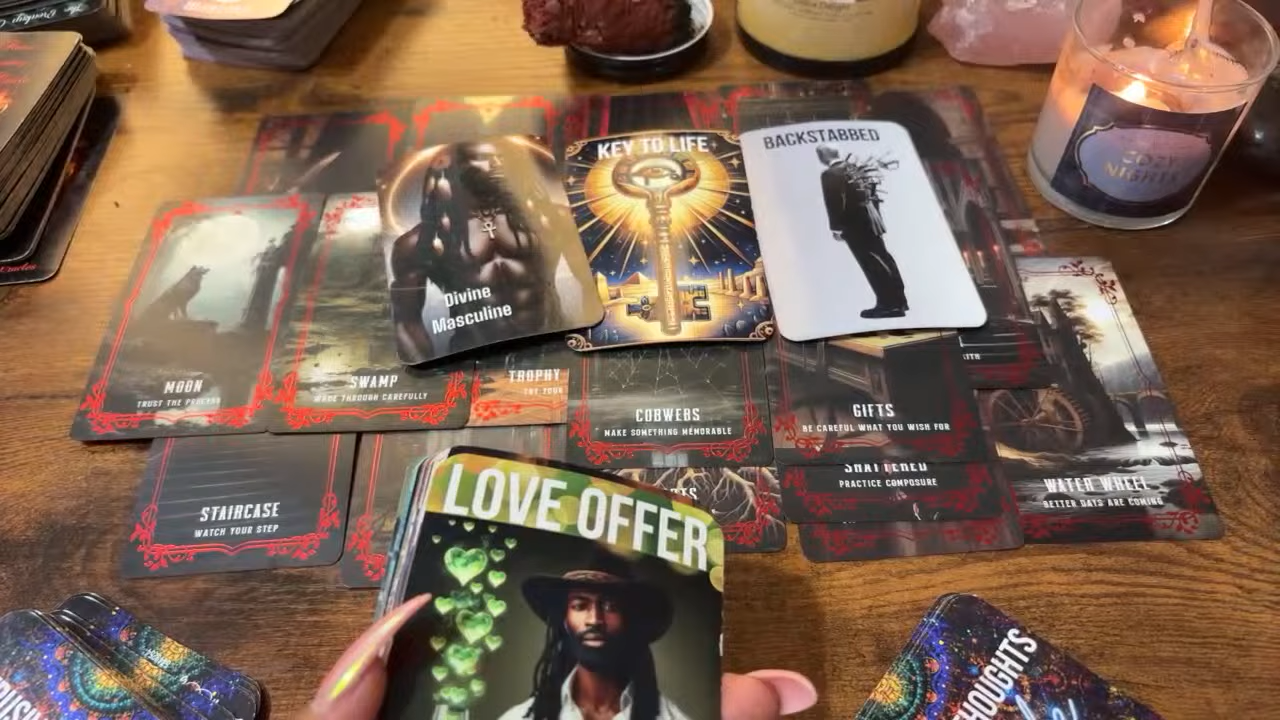 COZY
NIGHTS
KEY TO LIFE
BACKSTABBED
Divine
Masculine
MOON
TRUST THE PROCESS
SWAMP
WADE THROUGH CAREFULLY
TROPHY
COBWEBS
MAKE SOMETHING MEMORABLE
GIFTS
BE CAREFUL WHAT YOU WISH FOR
SHATTERED
PRACTICE COMPOSURE
WATER WHEEL
BETTER DAYS ARE COMING
STAIRCASE
WATCH YOUR STEP
LOVE OFFER
HOUGHTS